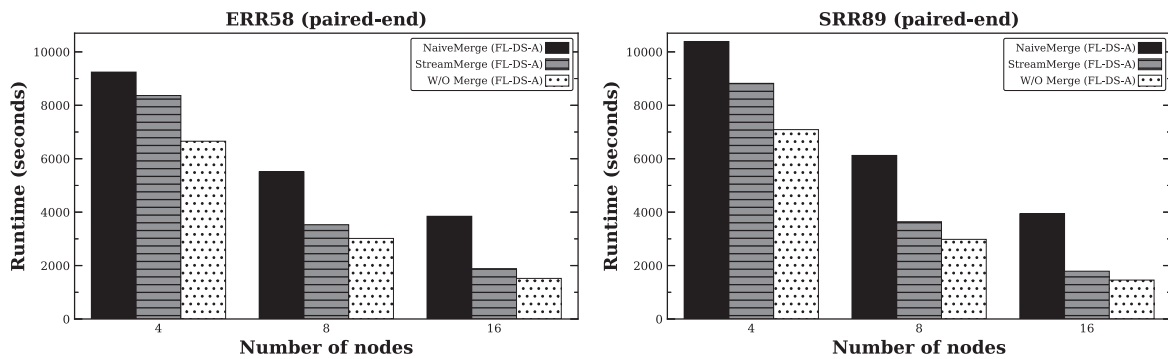 ERR58 (paired-end)
Runtime (seconds)
10000
8000
6000
4000
2000
0
NaiveMerge (FL-DS-A)
StreamMerge (FL-DS-A)
W/O Merge (FL-DS-A)
4 8 16
Number of nodes
SRR89 (paired-end)
Runtime (seconds)
10000
8000
6000
4000
2000
0
NaiveMerge (FL-DS-A)
StreamMerge (FL-DS-A)
W/O Merge (FL-DS-A)
4 8 16
Number of nodes